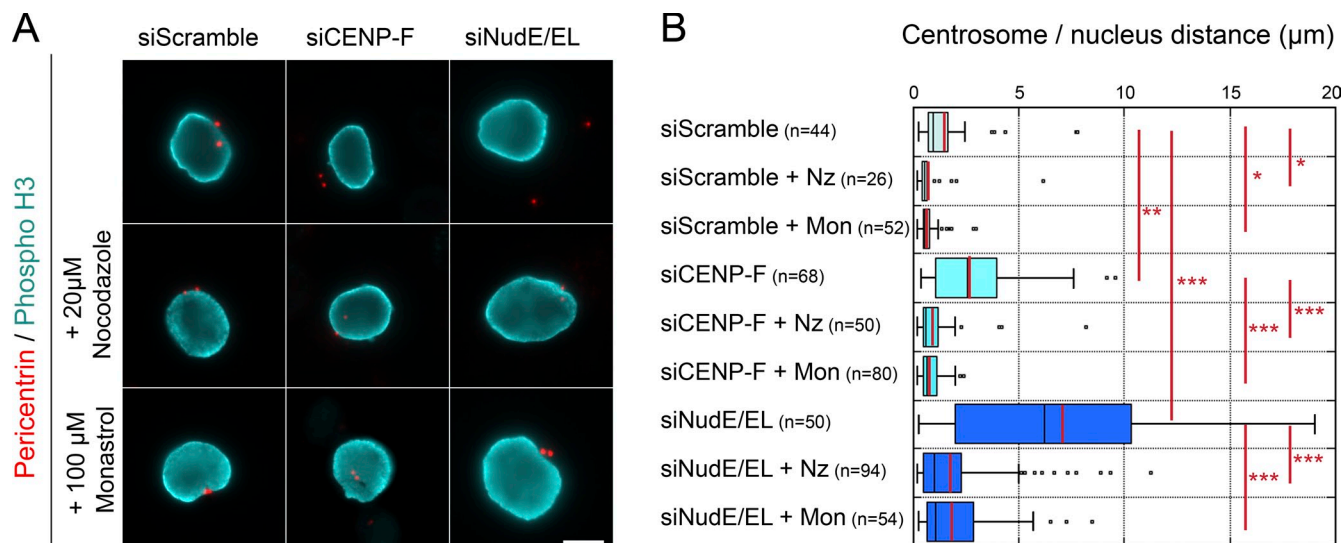 A
siScramble
siCENP-F
siNudE/EL
Pericentrin / Phospho H3
+ 20µM
Nocodazole
+ 100 µM
Monastrol
B
Centrosome / nucleus distance (µm)
0 5 10 15 20
siScramble (n=44)
siScramble + Nz (n=26)
siScramble + Mon (n=52)
siCENP-F (n=68)
siCENP-F + Nz (n=50)
siCENP-F + Mon (n=80)
siNudE/EL (n=50)
siNudE/EL + Nz (n=94)
siNudE/EL + Mon (n=54)
*
*
**
***
***
***
***
***